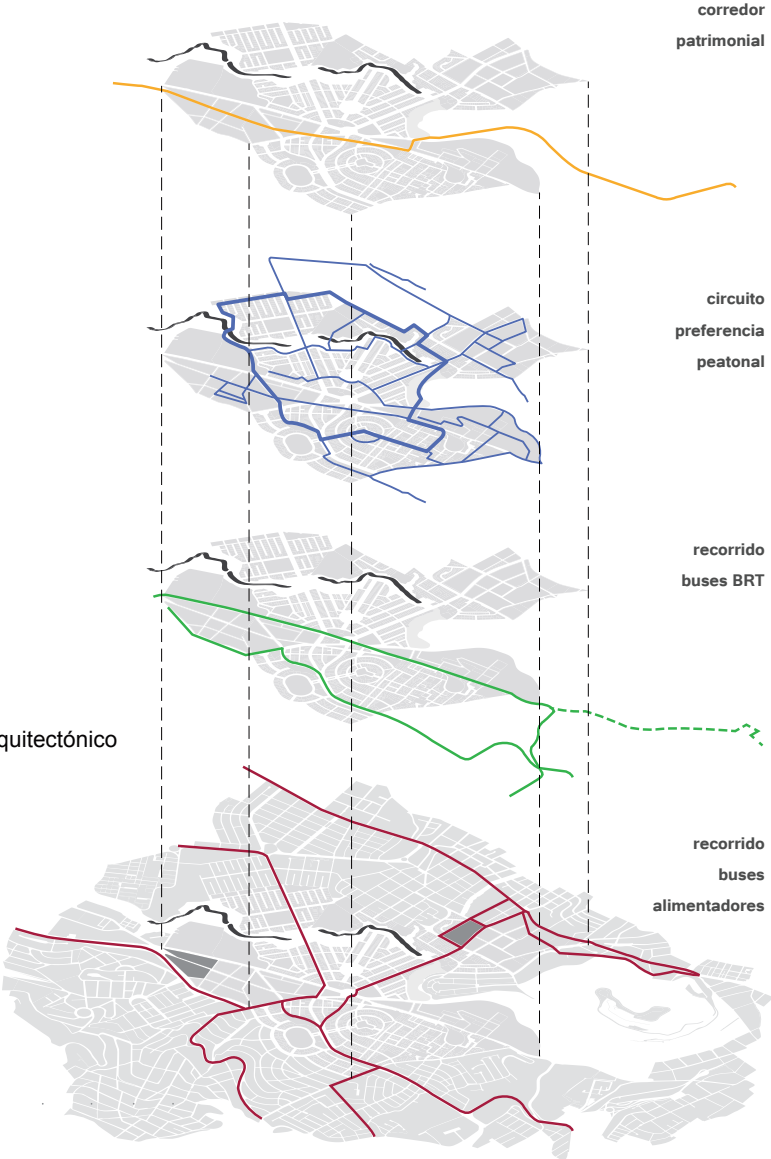 corredor
patrimonial
circuito
preferencia
peatonal
recorrido
buses BRT
quitectónico
recorrido
buses
alimentadores